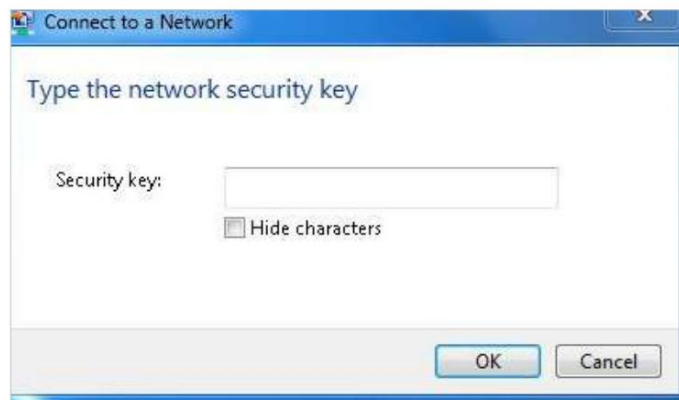 Connect to a Network
Type the network security key
Security key:
Hide characters
OK Cancel